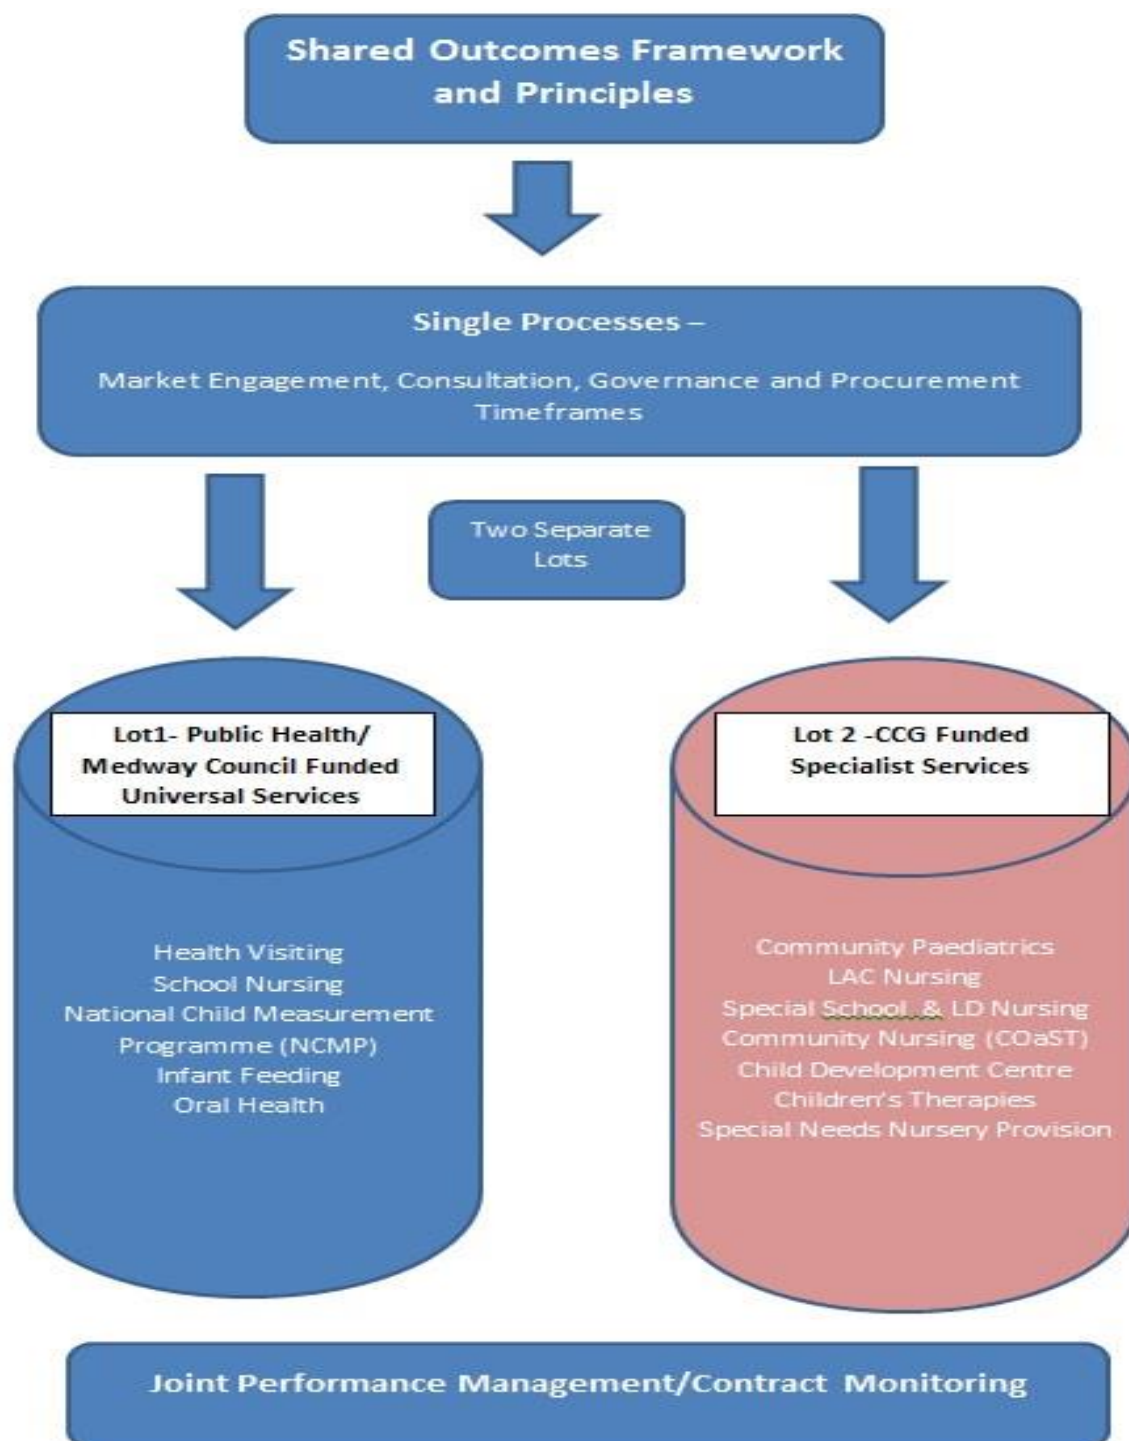 Shared Outcomes Framework
and Principles
Single Processes –
Market Engagement, Consultation, Governance and Procurement
Timeframes
Two Separate
Lots
Lot1- Public Health/
Medway Council Funded
Universal Services
Health Visiting
School Nursing
National Child Measurement
Programme (NCMP)
Infant Feeding
Oral Health
Lot 2 -CCG Funded
Specialist Services
Community Paediatrics
LAC Nursing
Special School & LD Nursing
Community Nursing (COaST)
Child Development Centre
Children's Therapies
Special Needs Nursery Provision
Joint Performance Management/Contract Monitoring